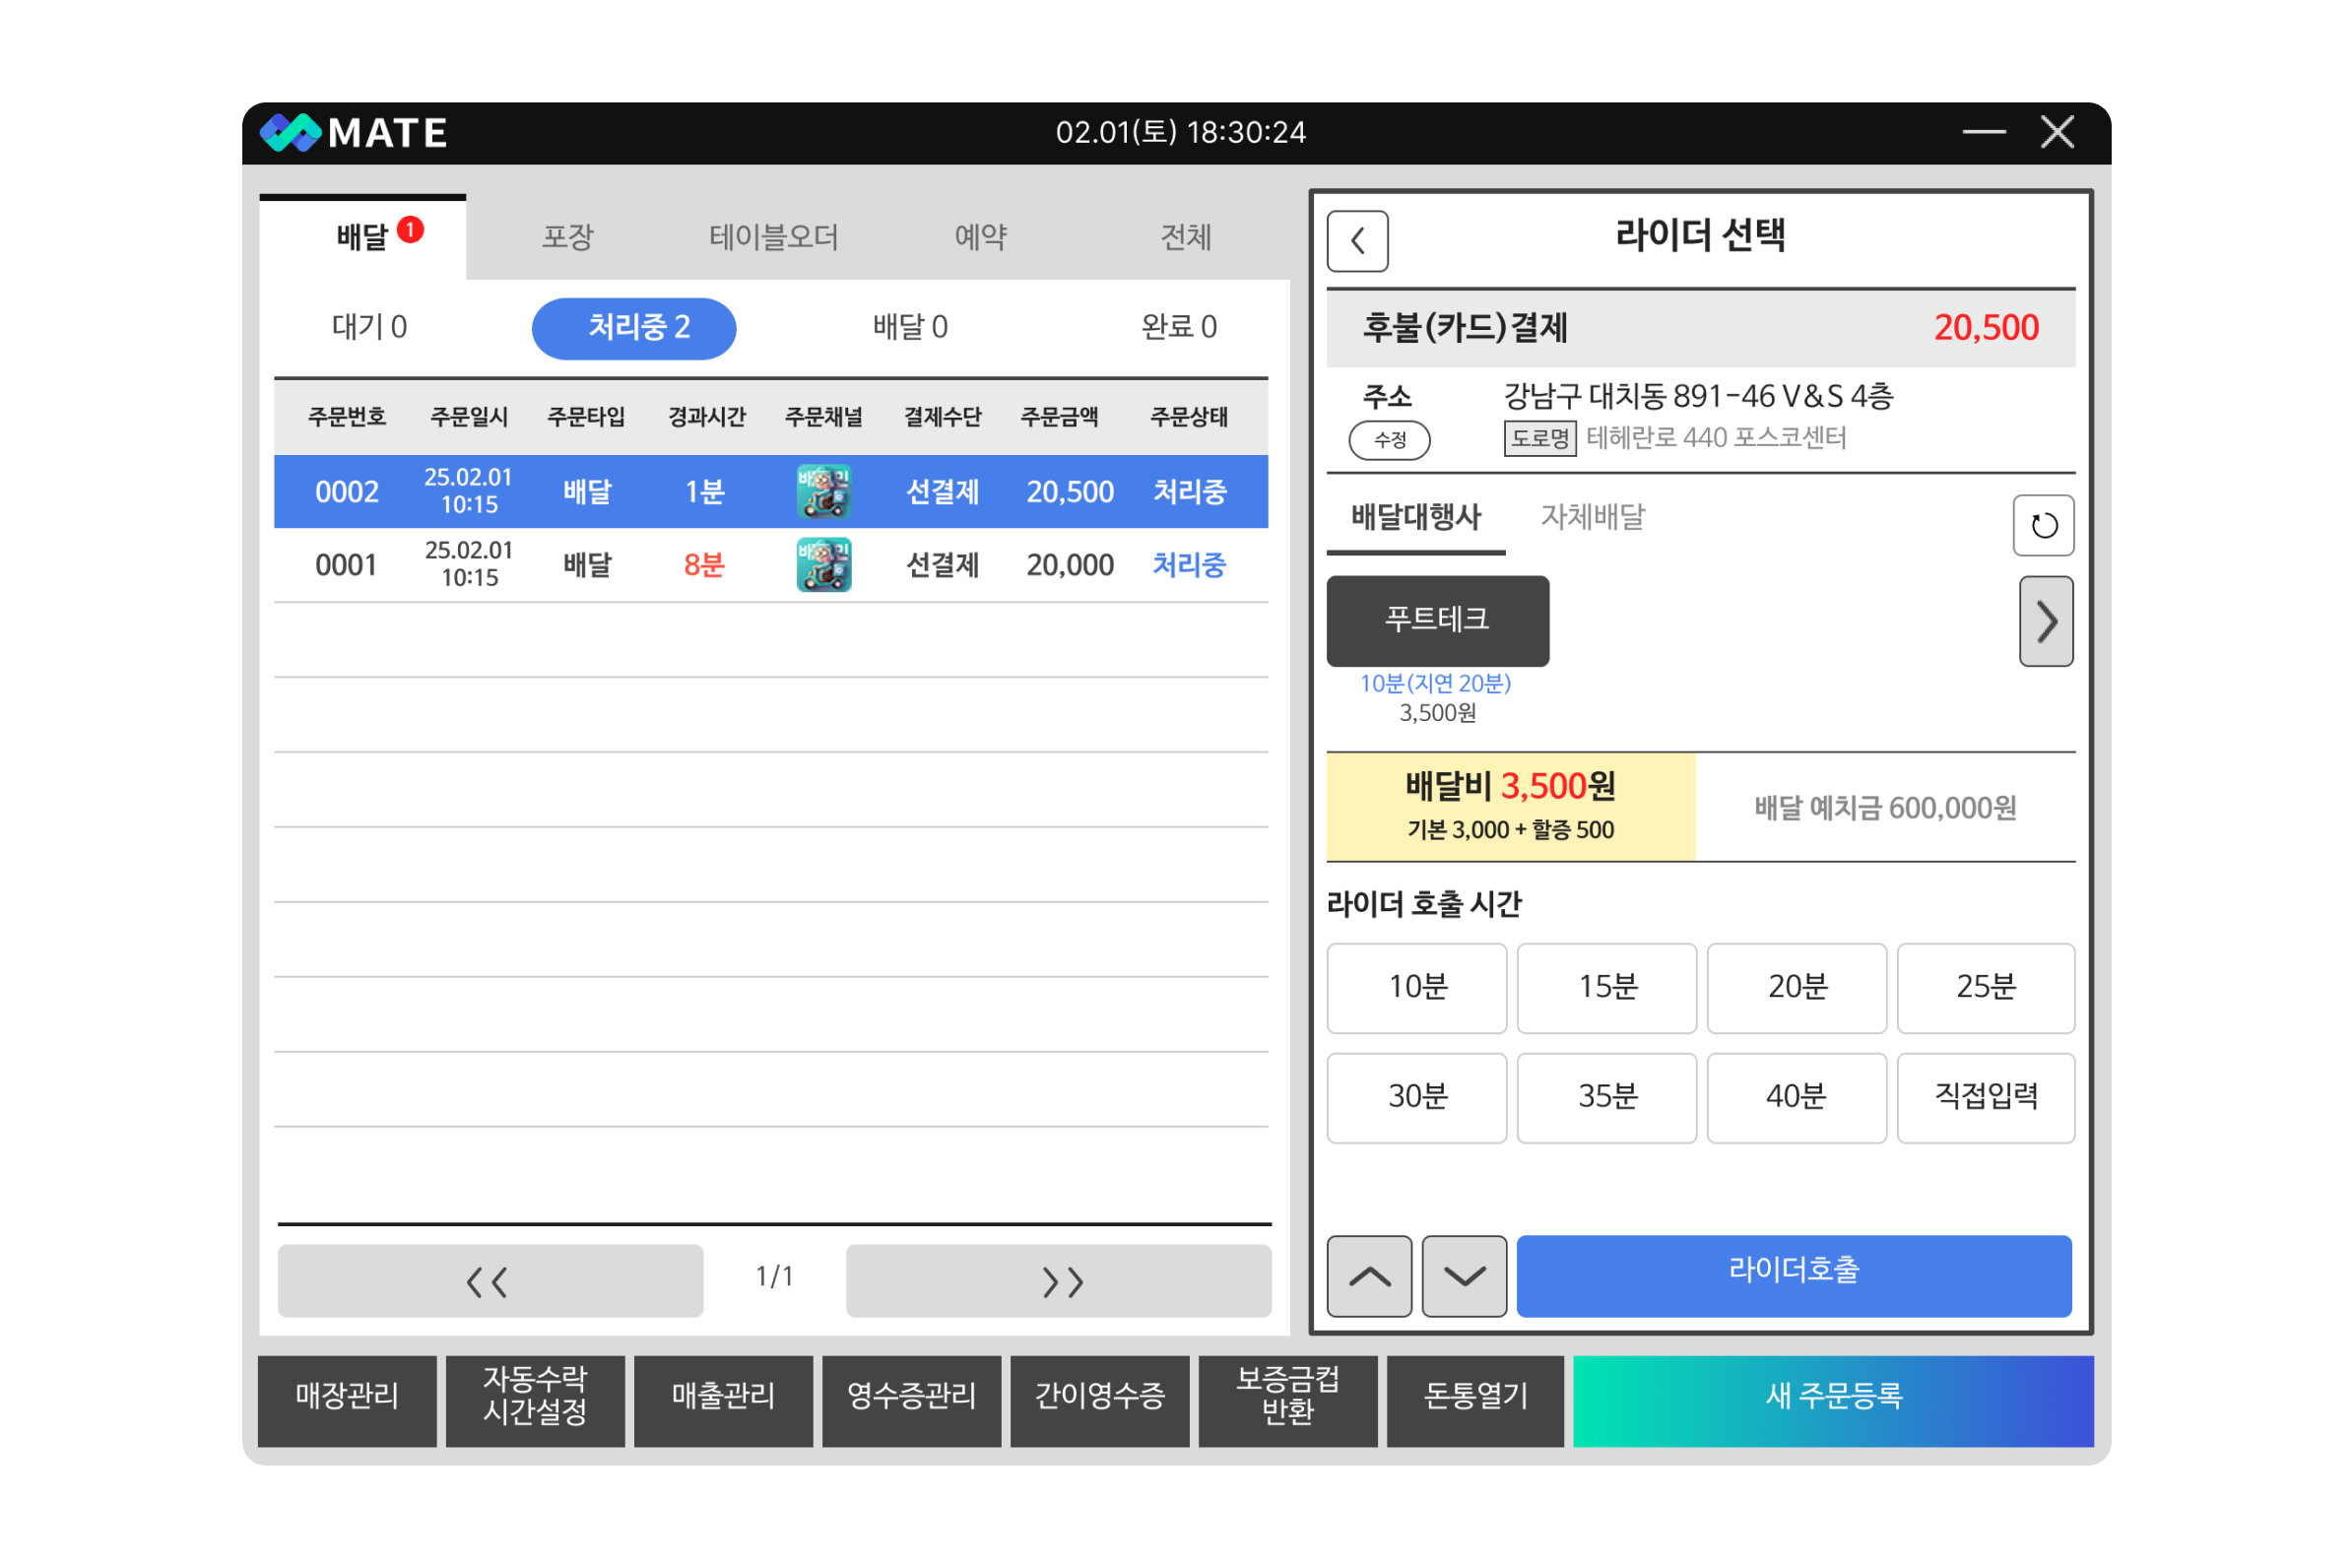 MATE
02.01(토) 18:30:24
배달 1
포장
테이블오더
예약
전체
대기 0
처리중 2
배달 0
완료 0
주문번호 주문일시 주문타입 경과시간 주문채널 결제수단 주문금액 주문상태
0002 25.02.01 10:15 배달 1분 선결제 20,500 처리중
0001 25.02.01 10:15 배달 8분 선결제 20,000 처리중
1/1
라이더 선택
후불(카드)결제 20,500
주소 강남구 대치동 891-46 V&S 4층
수정 도로명 테헤란로 440 포스코센터
배달대행사 자체배달
푸트테크
10분(지연 20분)
3,500원
배달비 3,500원
기본 3,000 + 할증 500
배달 예치금 600,000원
라이더 호출 시간
10분 15분 20분 25분
30분 35분 40분 직접입력
라이더호출
매장관리
자동수락
시간설정
매출관리
영수증관리
간이영수증
보증금컵
반환
돈통열기
새 주문등록